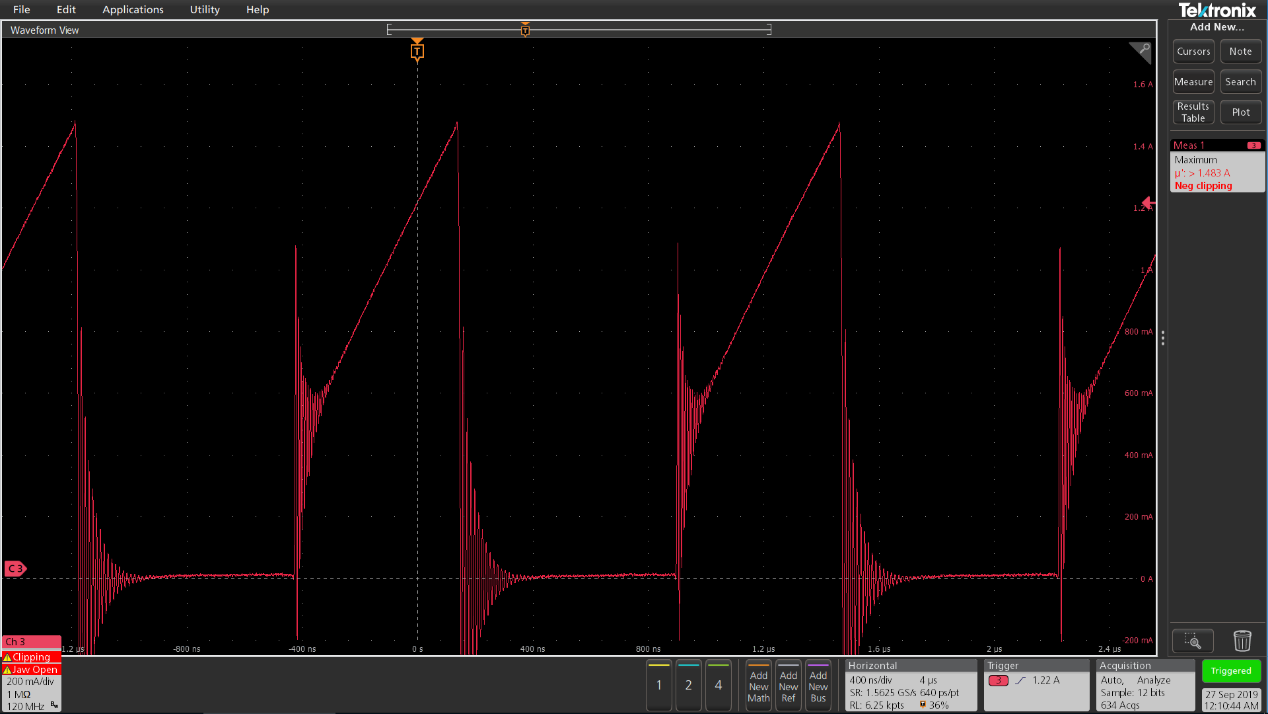 File Edit Applications Utility Help
Tektronix
Waveform View
Add New...
T
T
Cursors Note
Measure Search
Results Table Plot
Meas 1 3
Maximum
µ': > 1.483 A
Neg clipping
1.6 A
1.4 A
1.2 A
1 A
800 mA
600 mA
400 mA
200 mA
0 A
-200 mA
C 3
1.2 µs -800 ns -400 ns 0 s 400 ns 800 ns 1.2 µs 1.6 µs 2 µs 2.4 µs
Ch 3
Clipping
Jaw Open
200 mA/div
1 MΩ
120 MHz
1 2 4
Add New Math
Add New Ref
Add New Bus
Horizontal
400 ns/div 4 µs
SR: 1.5625 GSA 640 ps/pt
RL: 6.25 kpts 36%
Trigger
3 1.22 A
Acquisition
Auto, Analyze
Sample: 12 bits
634 Acqs
Triggered
27 Sep 2019
12:10:44 AM